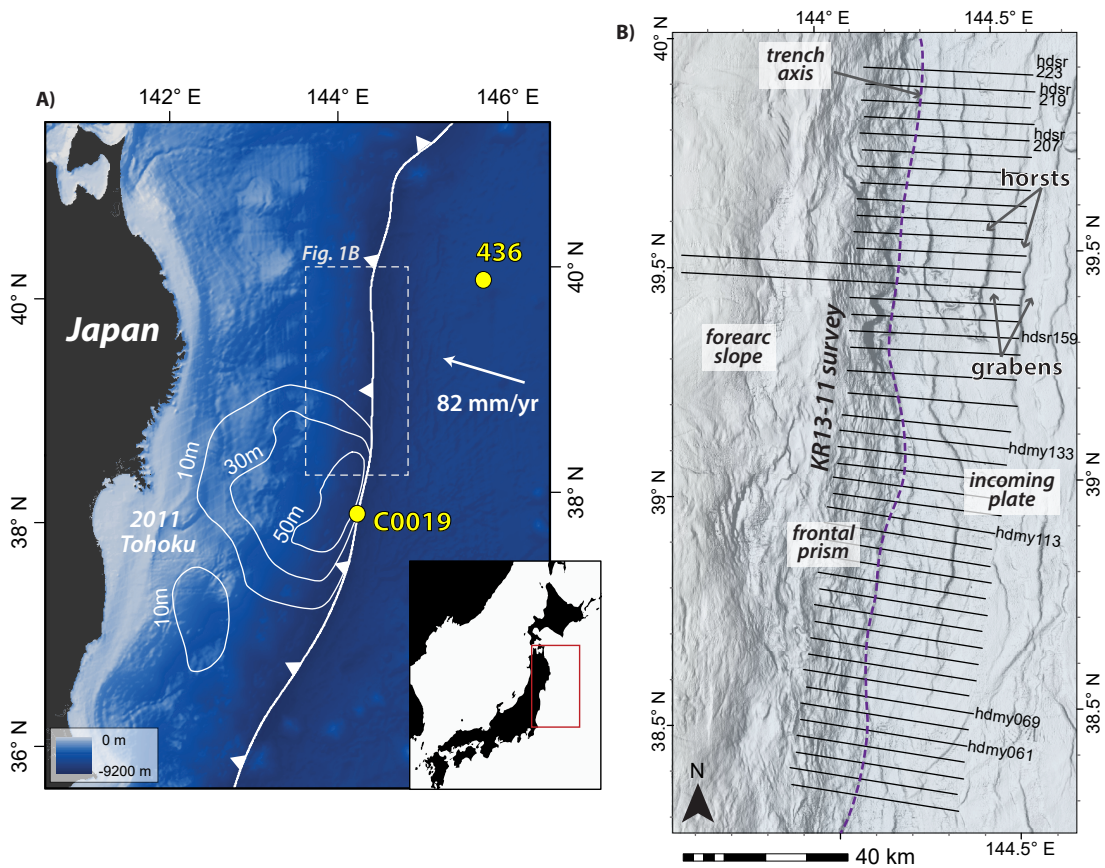 A)
142° E
144° E
146° E
Fig. 1B
436
40° N
40° N
Japan
82 mm/yr
10m
30m
50m
38° N
38° N
C0019
2011
Tohoku
10m
36° N
0 m
-9200 m
B)
144° E
144.5° E
40° N
trench
axis
hdsr
223
hdsr
219
hdsr
207
horsts
39.5° N
39.5° N
forearc
slope
KR13-11 survey
hdsr159
grabens
hdmy133
incoming
plate
39° N
39° N
frontal
prism
hdmy113
hdmy069
38.5° N
38.5° N
hdmy061
N
144.5° E
40 km